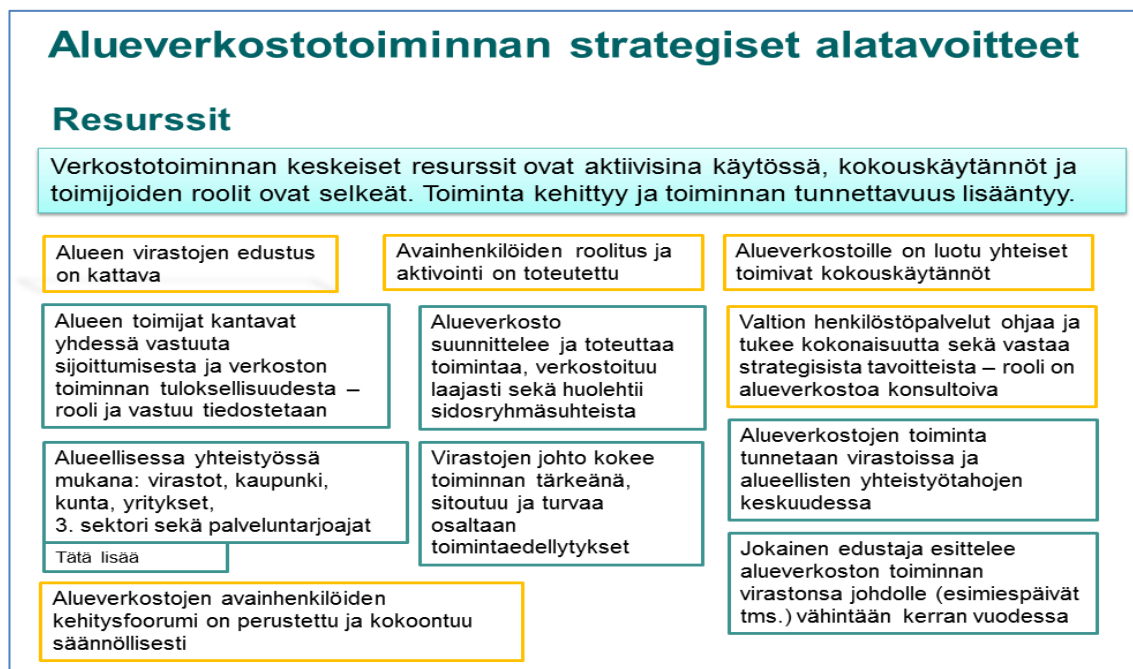 Alueverkostotoiminnan strategiset alatavoitteet
Resurssit
Verkostotoiminnan keskeiset resurssit ovat aktiivisina käytössä, kokouskäytännöt ja
toimijoiden roolit ovat selkeät. Toiminta kehittyy ja toiminnan tunnettavuus lisääntyy.
Alueen virastojen edustus
on kattava
Avainhenkilöiden roolitus ja
aktivointi on toteutettu
Alueverkostoille on luotu yhteiset
toimivat kokouskäytännöt
Alueen toimijat kantavat
yhdessä vastuuta
sijoittumisesta ja verkoston
toiminnan tuloksellisuudesta –
rooli ja vastuu tiedostetaan
Alueverkosto
suunnittelee ja toteuttaa
toimintaa, verkostoituu
laajasti sekä huolehtii
sidosryhmäsuhteista
Valtion henkilöstöpalvelut ohjaa ja
tukee kokonaisuutta sekä vastaa
strategisista tavoitteista – rooli on
alueverkostoa konsultoiva
Alueellisessa yhteistyössä
mukana: virastot, kaupunki,
kunta, yritykset,
3. sektori sekä palveluntarjoajat
Tätä lisää
Virastojen johto kokee
toiminnan tärkeänä,
sitoutuu ja turvaa
osaltaan
toimintaedellytykset
Alueverkostojen toiminta
tunnetaan virastoissa ja
alueellisten yhteistyötahojen
keskuudessa
Jokainen edustaja esittelee
alueverkoston toiminnan
virastonsa johdolle (esimiespäivät
tms.) vähintään kerran vuodessa
Alueverkostojen avainhenkilöiden
kehitysfoorumi on perustettu ja kokoontuu
säännöllisesti